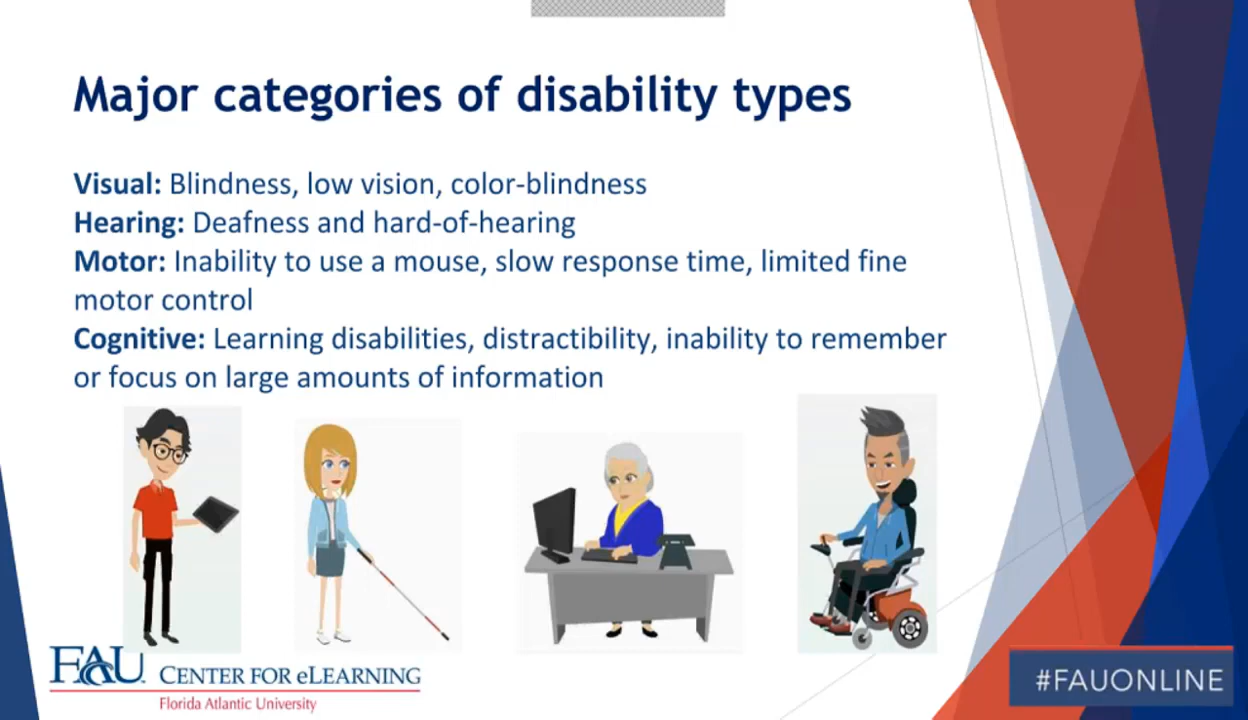 Major categories of disability types
Visual: Blindness, low vision, color-blindness
Hearing: Deafness and hard-of-hearing
Motor: Inability to use a mouse, slow response time, limited fine
motor control
Cognitive: Learning disabilities, distractibility, inability to remember
or focus on large amounts of information
FAU CENTER FOR eLEARNING
Florida Atlantic University
#FAUONLINE